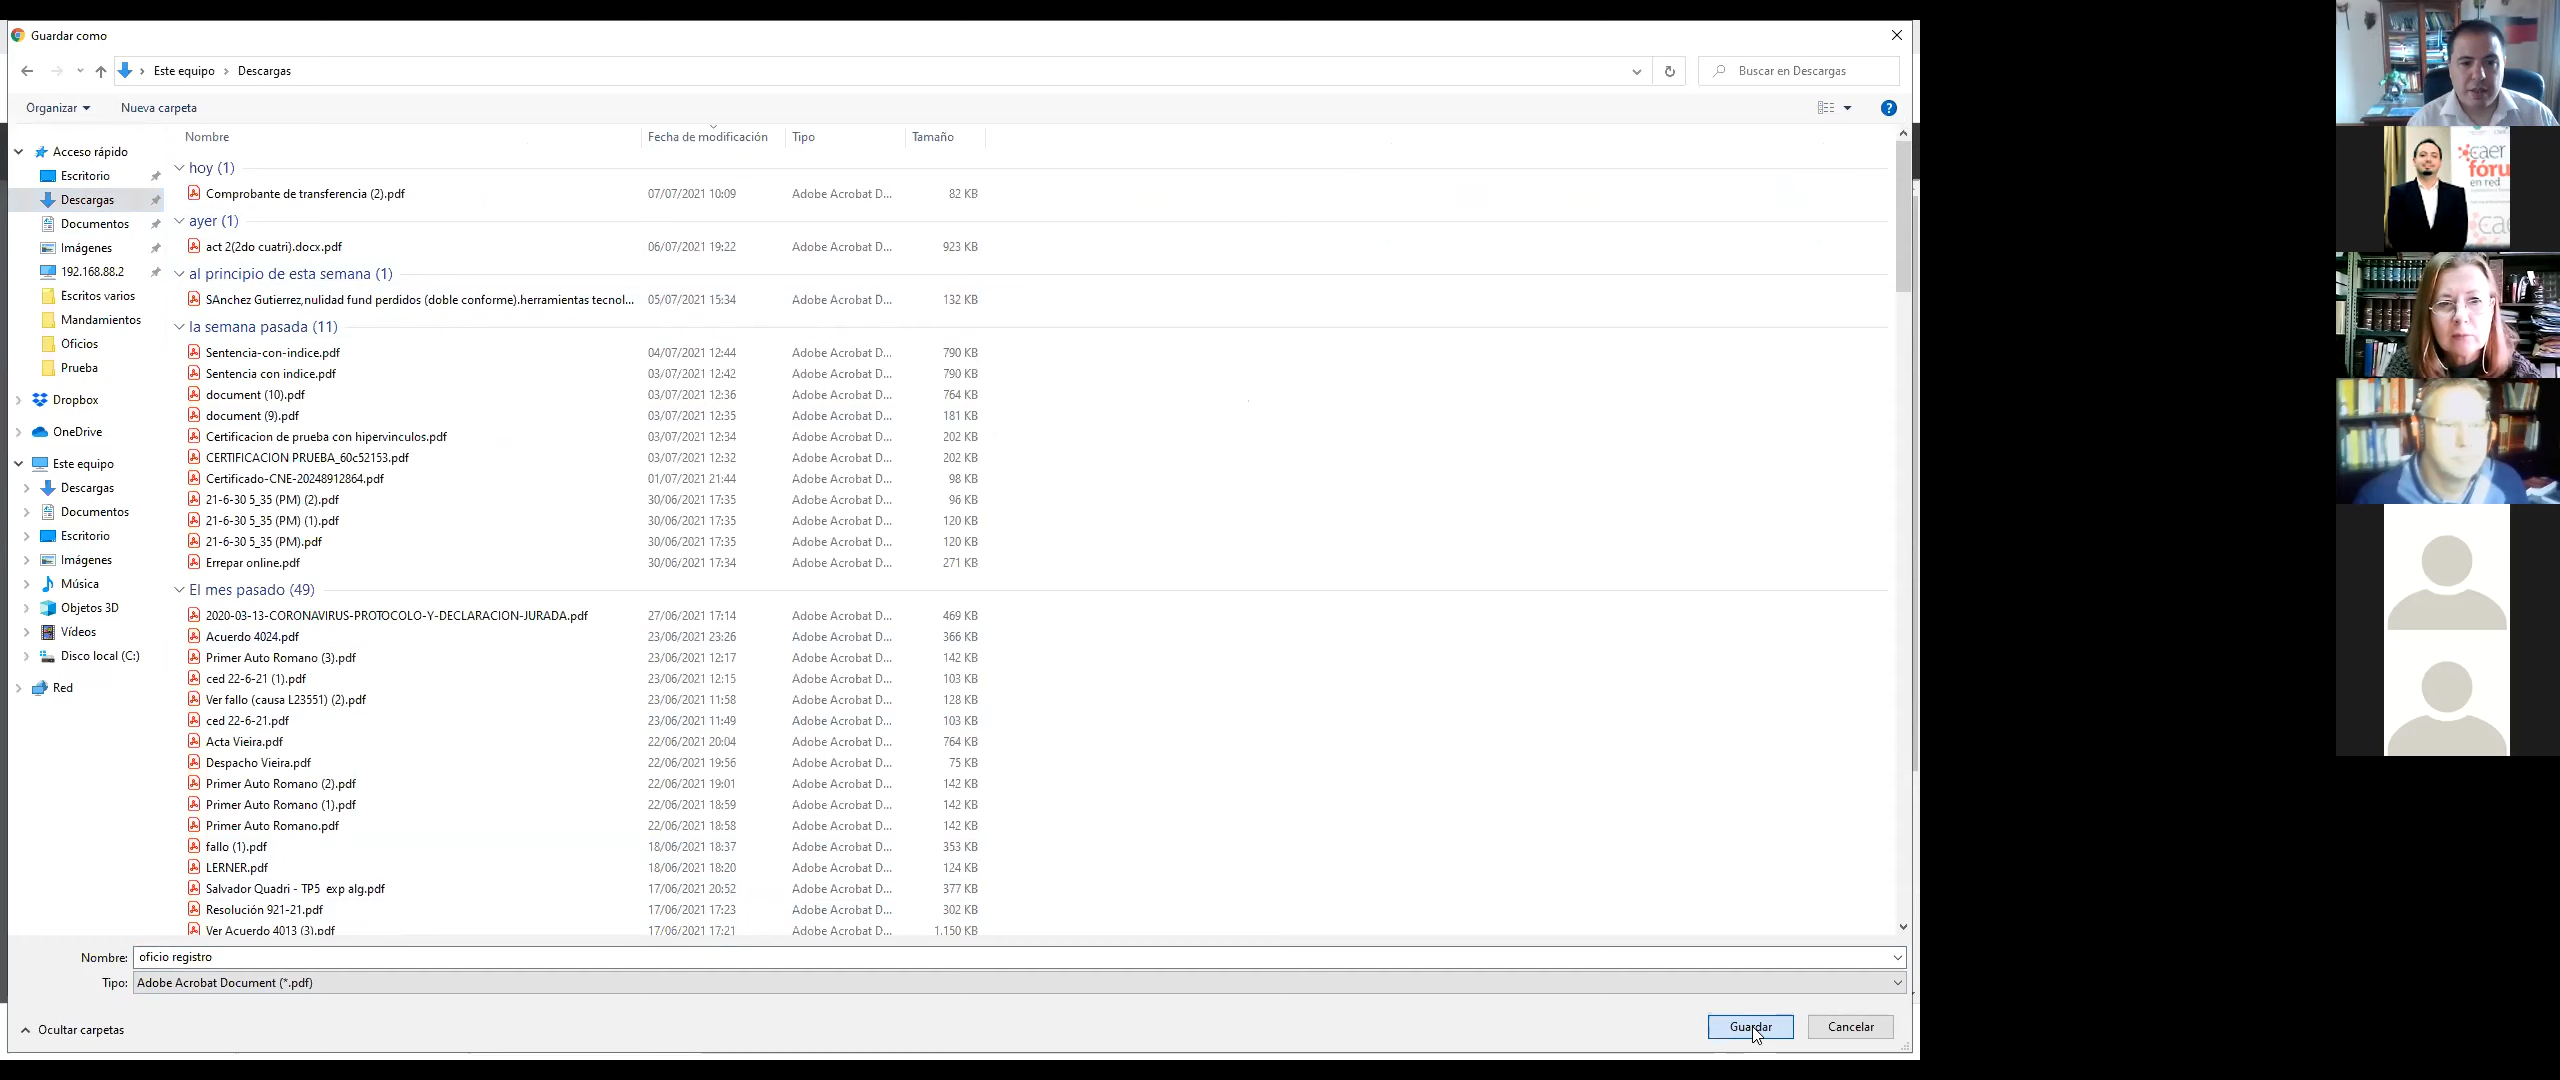 Guardar como
Este equipo > Descargas
Buscar en Descargas
Organizar
Nueva carpeta
Nombre Fecha de modificación Tipo Tamaño
Acceso rápido
Escritorio
Descargas
Documentos
Imágenes
192.168.88.2
Escritos varios
Mandamientos
Oficios
Prueba
Dropbox
OneDrive
Este equipo
Descargas
Documentos
Escritorio
Imágenes
Música
Objetos 3D
Vídeos
Disco local (C:)
Red
hoy (1)
Comprobante de transferencia (2).pdf 07/07/2021 10:09 Adobe Acrobat D... 82 KB
ayer (1)
act 2(2do cuatri).docx.pdf 06/07/2021 19:22 Adobe Acrobat D... 923 KB
al principio de esta semana (1)
SAnchez Gutierrez,nulidad fund perdidos (doble conforme).herramientas tecnol... 05/07/2021 15:34 Adobe Acrobat D... 132 KB
la semana pasada (11)
Sentencia-con-indice.pdf 04/07/2021 12:44 Adobe Acrobat D... 790 KB
Sentencia con indice.pdf 03/07/2021 12:42 Adobe Acrobat D... 790 KB
document (10).pdf 03/07/2021 12:36 Adobe Acrobat D... 764 KB
document (9).pdf 03/07/2021 12:35 Adobe Acrobat D... 181 KB
Certificacion de prueba con hipervinculos.pdf 03/07/2021 12:34 Adobe Acrobat D... 202 KB
CERTIFICACION PRUEBA_60c52153.pdf 03/07/2021 12:32 Adobe Acrobat D... 202 KB
Certificado-CNE-20248912864.pdf 01/07/2021 21:44 Adobe Acrobat D... 98 KB
21-6-30 5_35 (PM) (2).pdf 30/06/2021 17:35 Adobe Acrobat D... 96 KB
21-6-30 5_35 (PM) (1).pdf 30/06/2021 17:35 Adobe Acrobat D... 120 KB
21-6-30 5_35 (PM).pdf 30/06/2021 17:35 Adobe Acrobat D... 120 KB
Errepar online.pdf 30/06/2021 17:34 Adobe Acrobat D... 271 KB
El mes pasado (49)
2020-03-13-CORONAVIRUS-PROTOCOLO-Y-DECLARACION-JURADA.pdf 27/06/2021 17:14 Adobe Acrobat D... 469 KB
Acuerdo 4024.pdf 23/06/2021 23:26 Adobe Acrobat D... 366 KB
Primer Auto Romano (3).pdf 23/06/2021 12:17 Adobe Acrobat D... 142 KB
ced 22-6-21 (1).pdf 23/06/2021 12:15 Adobe Acrobat D... 103 KB
Ver fallo (causa L23551) (2).pdf 23/06/2021 11:58 Adobe Acrobat D... 128 KB
ced 22-6-21.pdf 23/06/2021 11:49 Adobe Acrobat D... 103 KB
Acta Vieira.pdf 22/06/2021 20:04 Adobe Acrobat D... 764 KB
Despacho Vieira.pdf 22/06/2021 19:56 Adobe Acrobat D... 75 KB
Primer Auto Romano (2).pdf 22/06/2021 19:01 Adobe Acrobat D... 142 KB
Primer Auto Romano (1).pdf 22/06/2021 18:59 Adobe Acrobat D... 142 KB
Primer Auto Romano.pdf 22/06/2021 18:58 Adobe Acrobat D... 142 KB
fallo (1).pdf 18/06/2021 18:37 Adobe Acrobat D... 353 KB
LERNER.pdf 18/06/2021 18:20 Adobe Acrobat D... 124 KB
Salvador Quadri - TP5 exp alg.pdf 17/06/2021 20:52 Adobe Acrobat D... 377 KB
Resolución 921-21.pdf 17/06/2021 17:23 Adobe Acrobat D... 302 KB
Ver Acuerdo 4013 (3).pdf 17/06/2021 17:21 Adobe Acrobat D... 1.150 KB
Nombre: oficio registro
Tipo: Adobe Acrobat Document (*.pdf)
Ocultar carpetas
Guardar
Cancelar
caer
fóru
en red